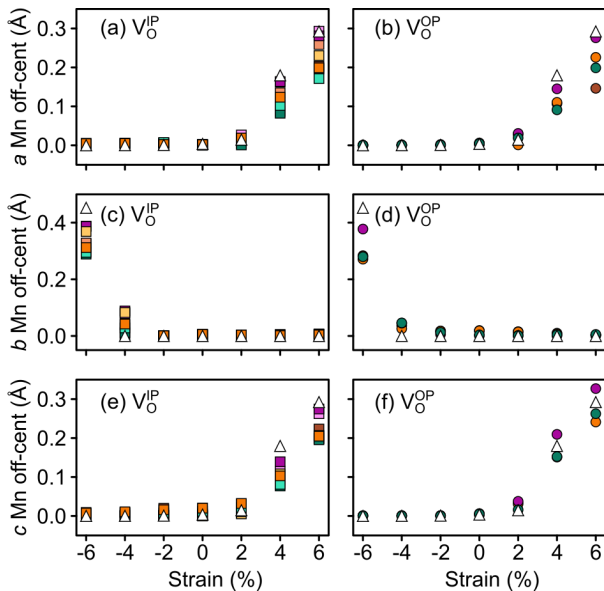 (a) V_O^IP
(b) V_O^OP
a Mn off-cent (Å)
0.3
0.2
0.1
0.0
(c) V_O^IP
(d) V_O^OP
b Mn off-cent (Å)
0.4
0.2
0.0
(e) V_O^IP
(f) V_O^OP
c Mn off-cent (Å)
0.3
0.2
0.1
0.0
-6 -4 -2 0 2 4 6
-6 -4 -2 0 2 4 6
Strain (%)
Strain (%)